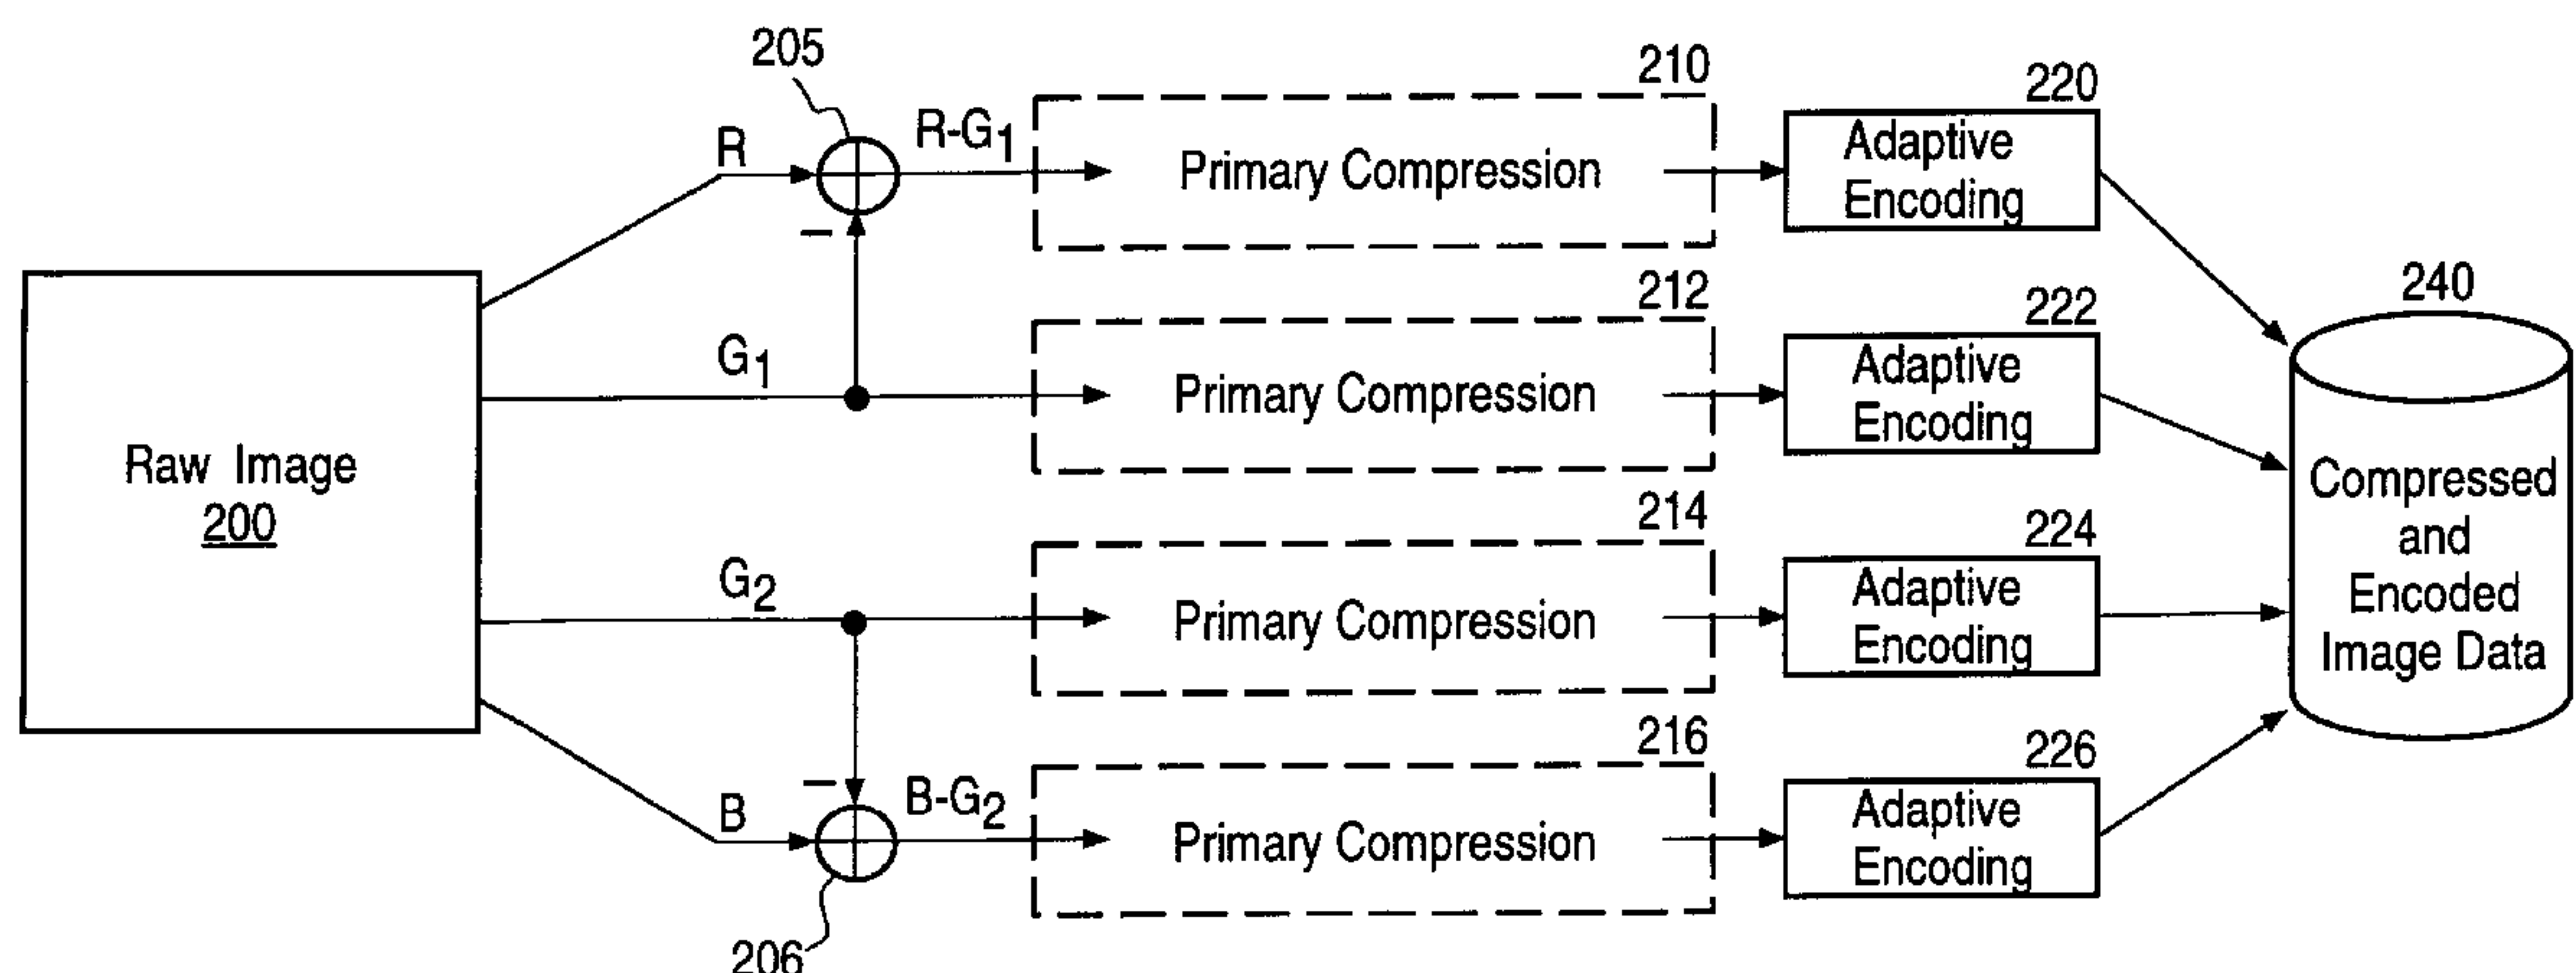 205
R
R-G1
210
Primary Compression
220
Adaptive
Encoding
–
G1
212
Primary Compression
222
Adaptive
Encoding
Raw Image
200
G2
214
Primary Compression
224
Adaptive
Encoding
–
B
B-G2
216
Primary Compression
226
Adaptive
Encoding
206
240
Compressed
and
Encoded
Image Data